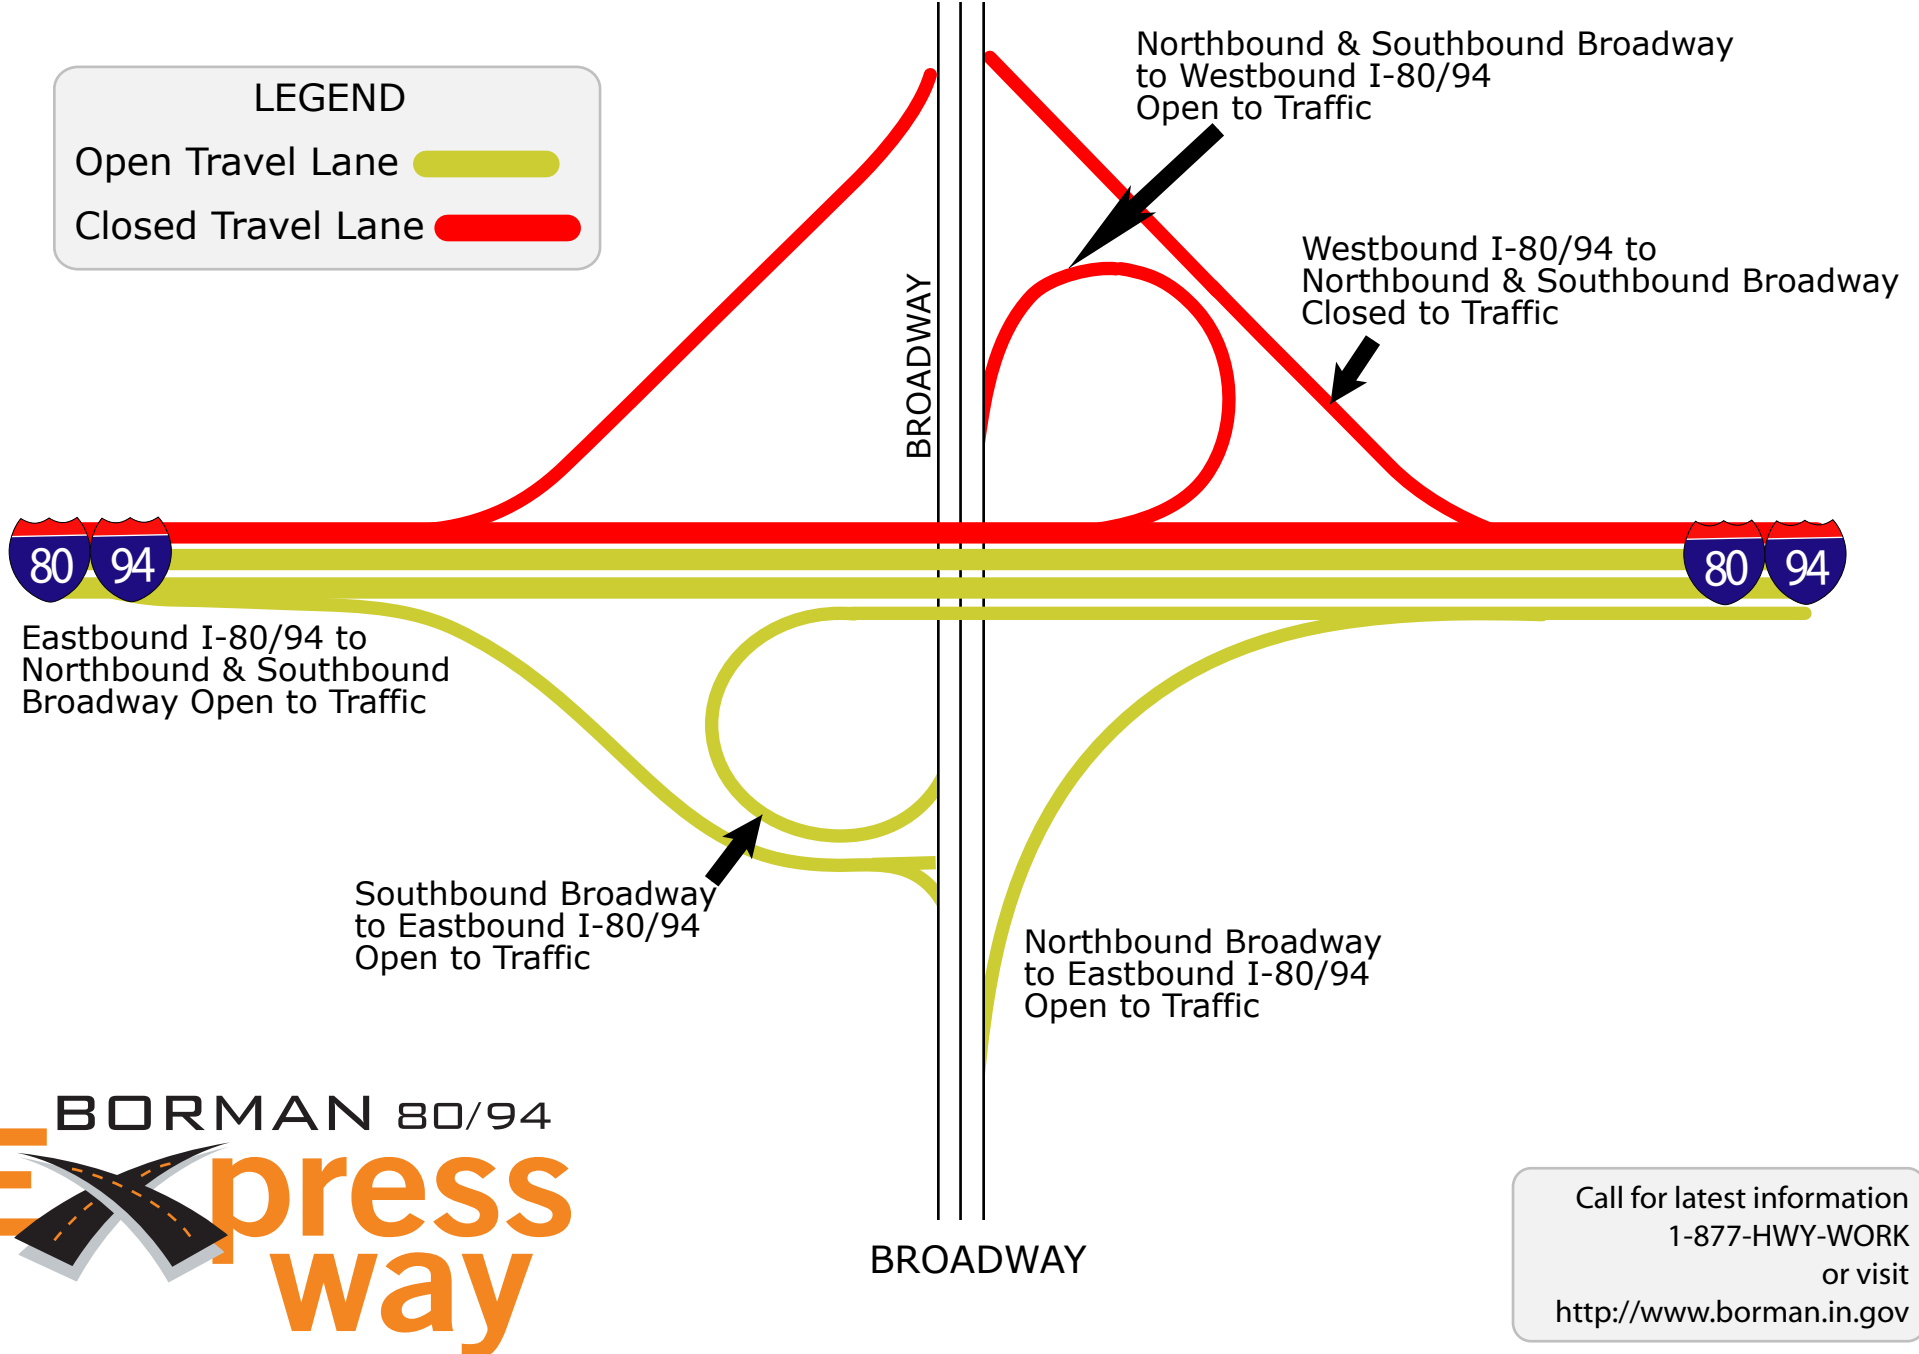 LEGEND
Open Travel Lane
Closed Travel Lane
Northbound & Southbound Broadway
to Westbound I-80/94
Open to Traffic
Westbound I-80/94 to
Northbound & Southbound Broadway
Closed to Traffic
BROADWAY
80 94
80 94
Eastbound I-80/94 to
Northbound & Southbound
Broadway Open to Traffic
Southbound Broadway
to Eastbound I-80/94
Open to Traffic
Northbound Broadway
to Eastbound I-80/94
Open to Traffic
BORMAN 80/94
Express
way
BROADWAY
Call for latest information
1-877-HWY-WORK
or visit
http://www.borman.in.gov